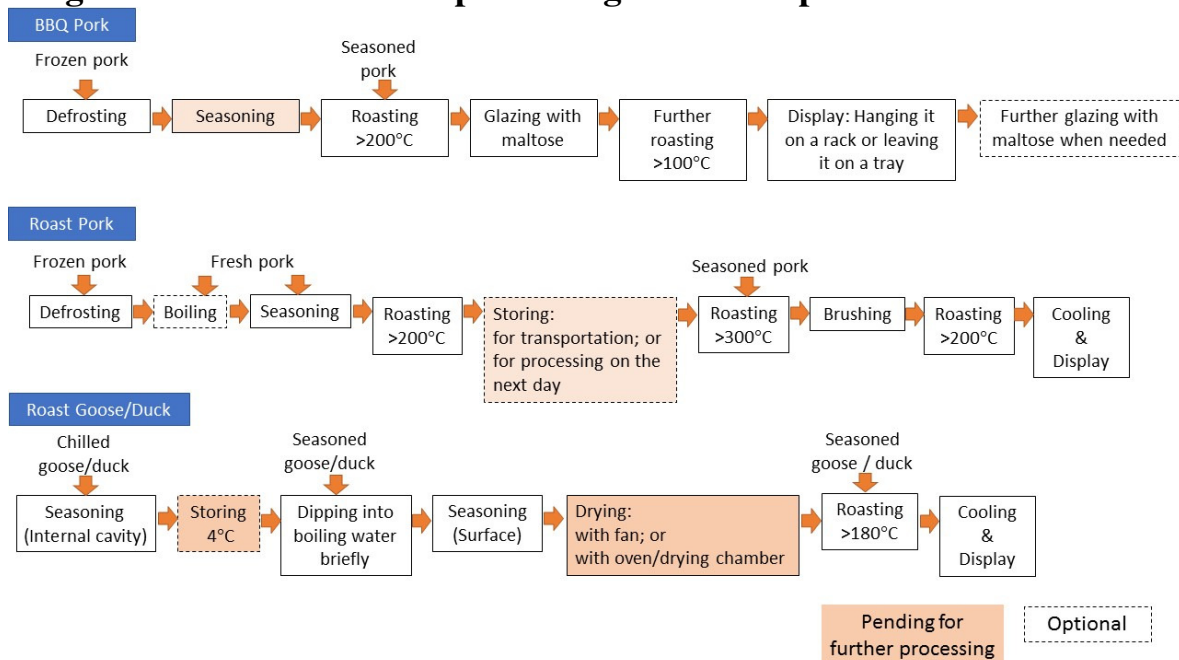 BBQ Pork
Frozen pork
Seasoned
pork
Defrosting
Seasoning
Roasting
>200°C
Glazing with
maltose
Further
roasting
>100°C
Display: Hanging it
on a rack or leaving
it on a tray
Further glazing with
maltose when needed
Roast Pork
Frozen pork
Fresh pork
Seasoned pork
Defrosting
Boiling
Seasoning
Roasting
>200°C
Storing:
for transportation; or
for processing on the
next day
Roasting
>300°C
Brushing
Roasting
>200°C
Cooling
&
Display
Roast Goose/Duck
Chilled
goose/duck
Seasoned
goose/duck
Seasoned
goose / duck
Seasoning
(Internal cavity)
Storing
4°C
Dipping into
boiling water
briefly
Seasoning
(Surface)
Drying:
with fan; or
with oven/drying chamber
Roasting
>180°C
Cooling
&
Display
Pending for
further processing
Optional